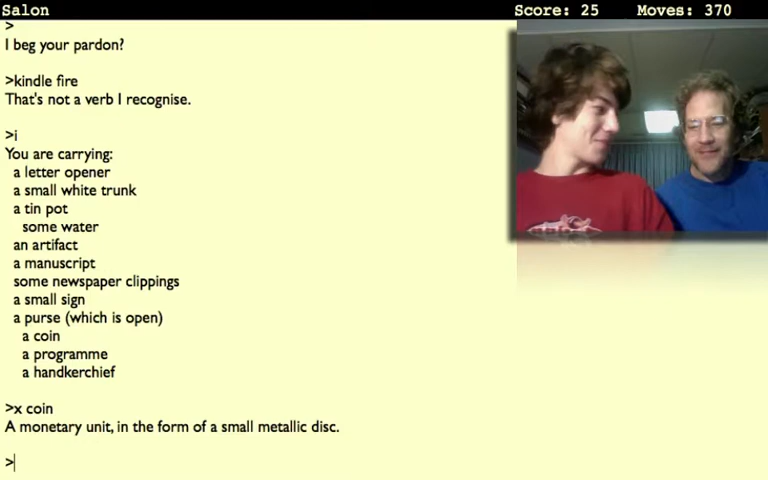 Salon Score: 25 Moves: 370
>
I beg your pardon?
>kindle fire
That's not a verb I recognise.
>i
You are carrying:
a letter opener
a small white trunk
a tin pot
some water
an artifact
a manuscript
some newspaper clippings
a small sign
a purse (which is open)
a coin
a programme
a handkerchief
>x coin
A monetary unit, in the form of a small metallic disc.
>